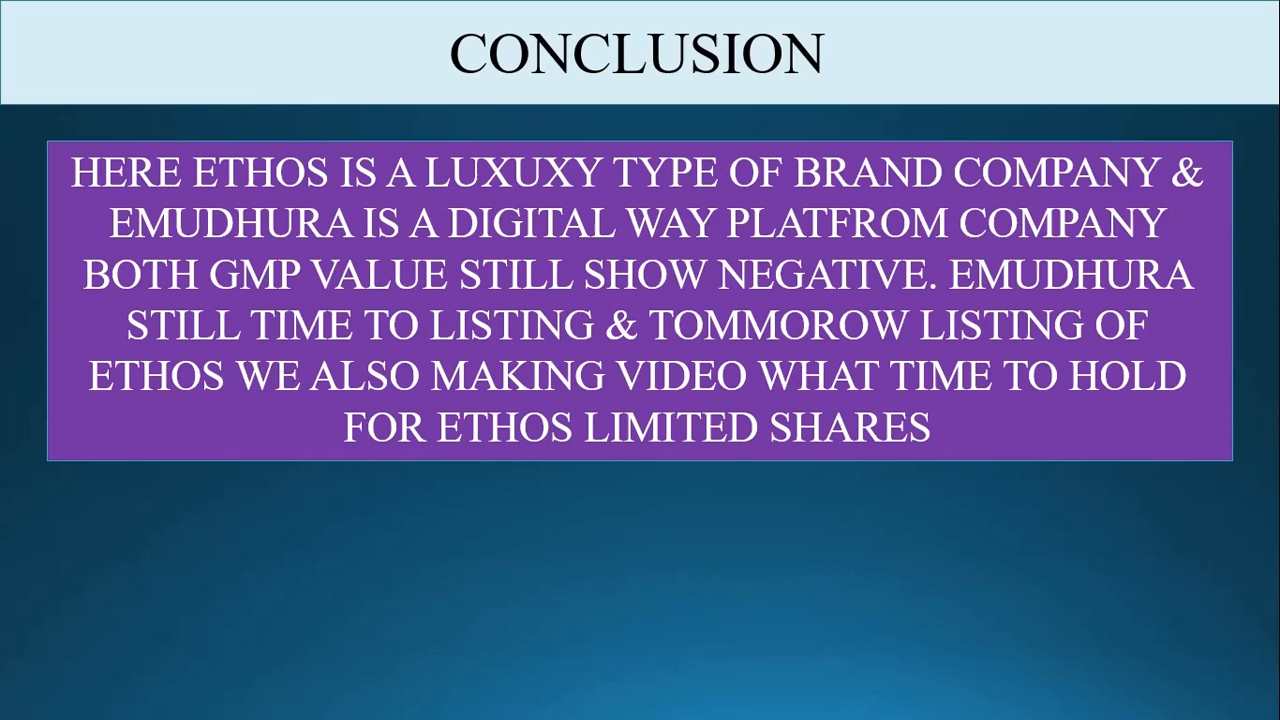 CONCLUSION
HERE ETHOS IS A LUXUXY TYPE OF BRAND COMPANY &
EMUDHURA IS A DIGITAL WAY PLATFROM COMPANY
BOTH GMP VALUE STILL SHOW NEGATIVE. EMUDHURA
STILL TIME TO LISTING & TOMMOROW LISTING OF
ETHOS WE ALSO MAKING VIDEO WHAT TIME TO HOLD
FOR ETHOS LIMITED SHARES